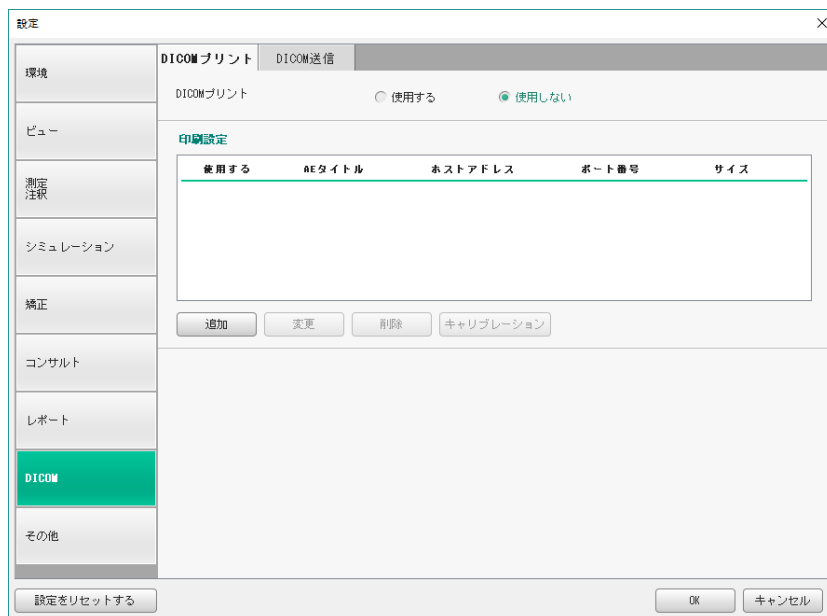 設定
環境
ビュー
測定
注釈
シミュレーション
矯正
コンサルト
レポート
DICOM
その他
DICOMプリント DICOM送信
DICOMプリント 使用する 使用しない
印刷設定
使用する AEタイトル ホストアドレス ポート番号 サイズ
追加 変更 削除 キャリブレーション
設定をリセットする OK キャンセル